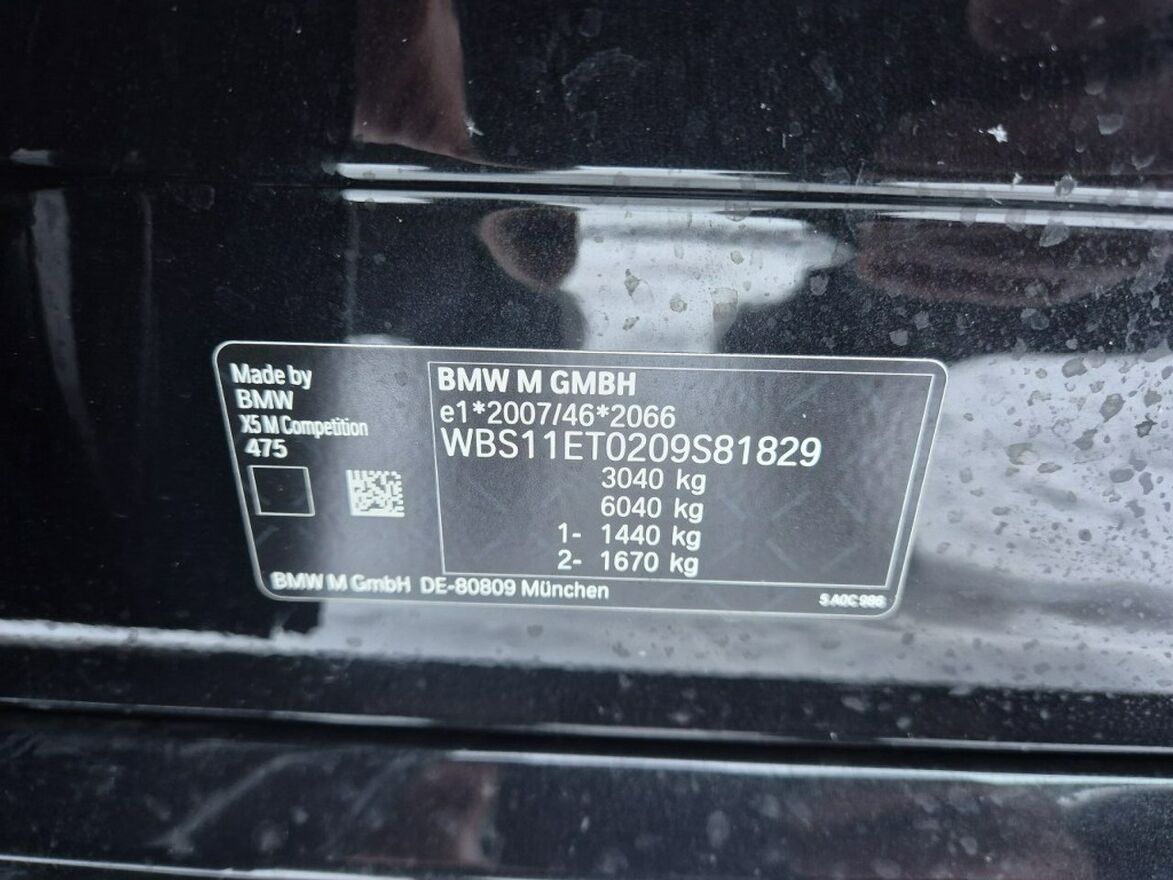 Made by
BMW
X5 M Competition
475
BMW M GMBH
e1*2007/46*2066
WBS11ET0209S81829
3040 kg
6040 kg
1- 1440 kg
2- 1670 kg
BMW M GmbH DE-80809 München
5 A0C 986